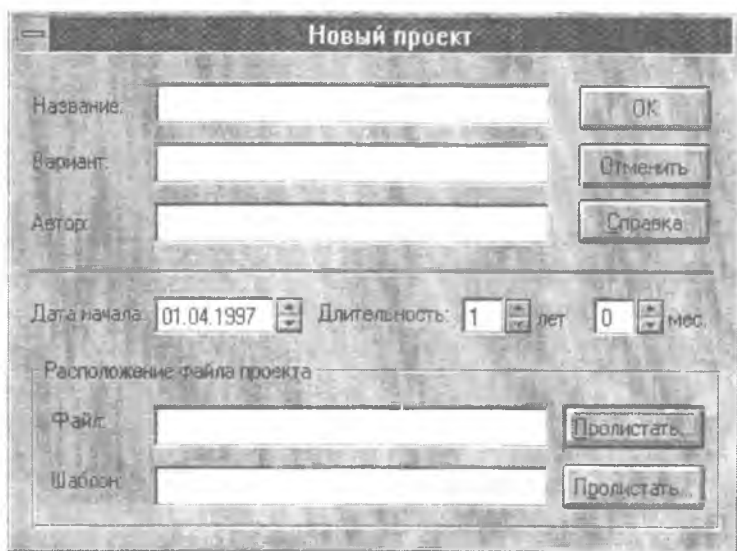 Новый проект
Название: OK
Вариант: Отменить
Автор: Справка
Дата начала: 01.04.1997 Длительность: 1 лет 0 мес.
Расположение файла проекта
Файл: Пролистать...
Шаблон: Пролистать...